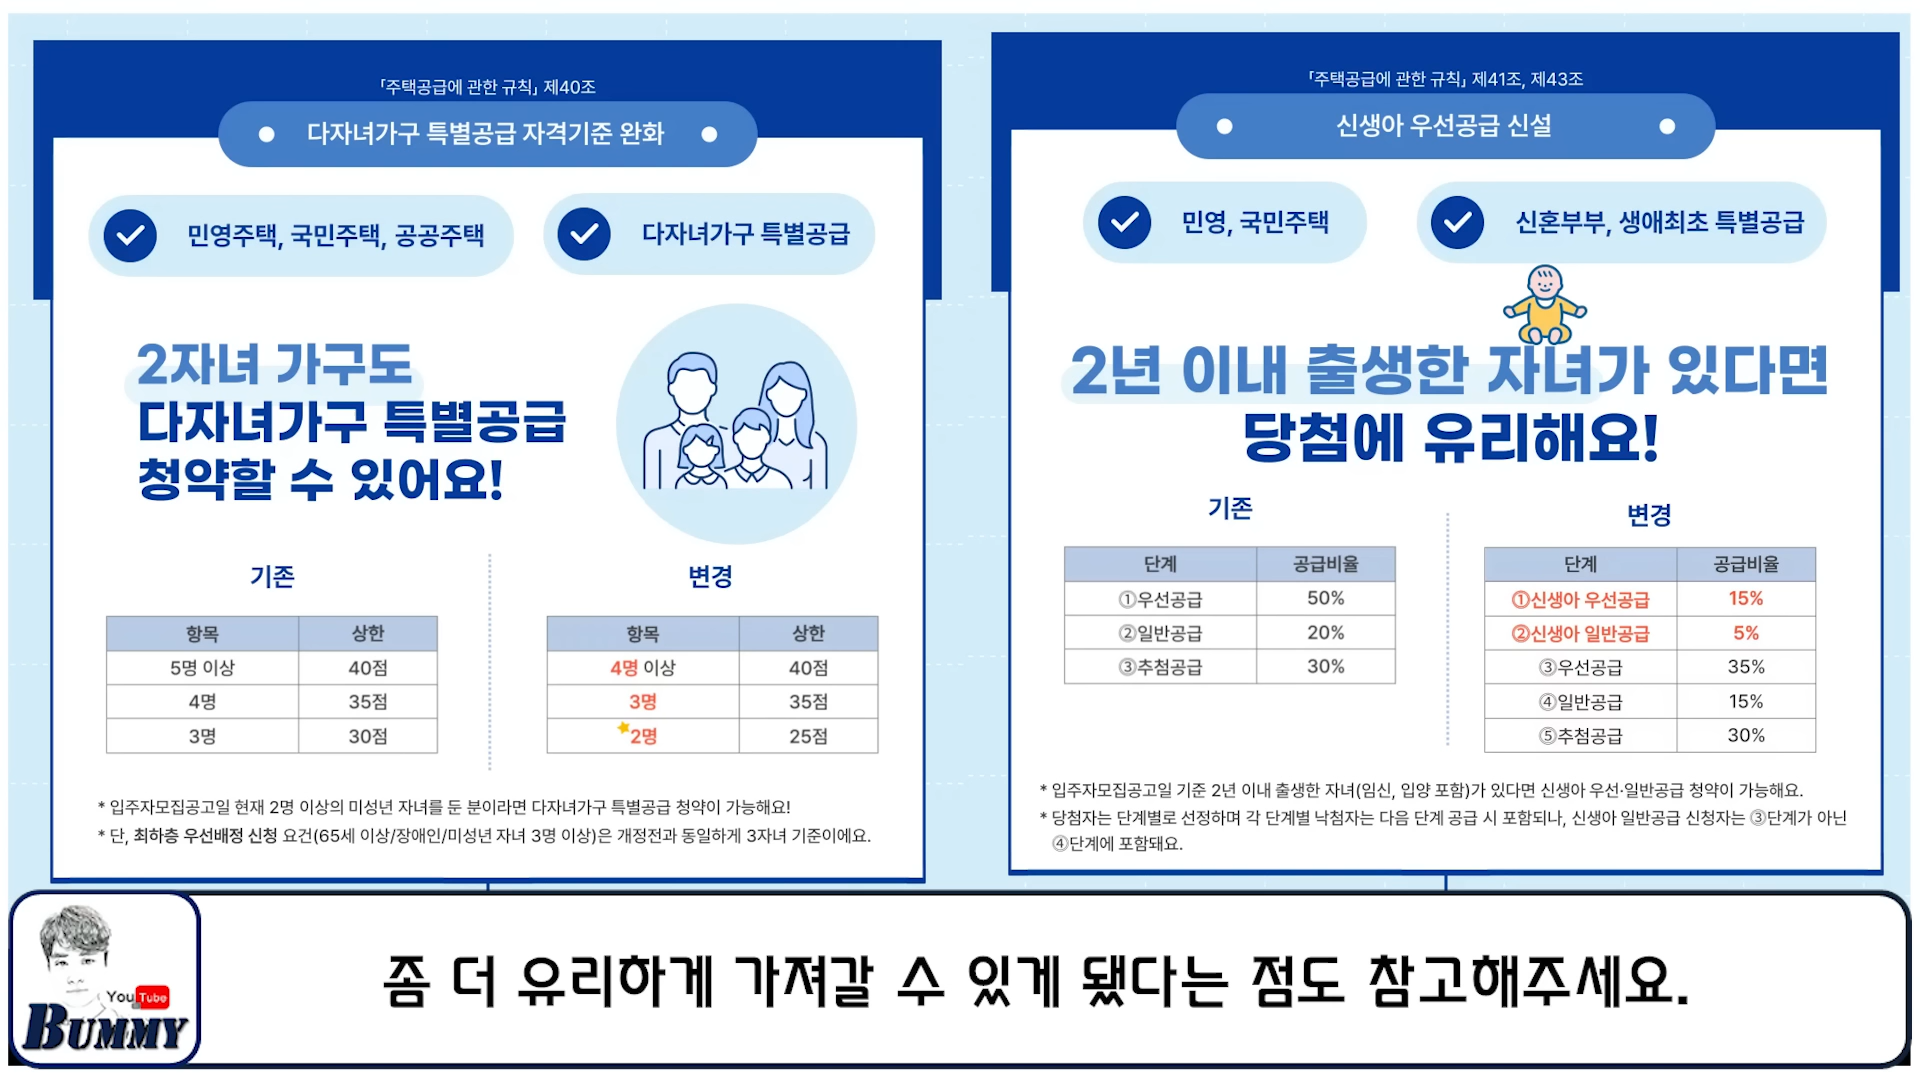 「주택공급에 관한 규칙」 제40조
다자녀가구 특별공급 자격기준 완화
민영주택, 국민주택, 공공주택
다자녀가구 특별공급
2자녀 가구도
다자녀가구 특별공급
청약할 수 있어요!
기존
항목 상한
5명 이상 40점
4명 35점
3명 30점
변경
항목 상한
4명 이상 40점
3명 35점
2명 25점
* 입주자모집공고일 현재 2명 이상의 미성년 자녀를 둔 분이라면 다자녀가구 특별공급 청약이 가능해요!
* 단, 최하층 우선배정 신청 요건(65세 이상/장애인/미성년 자녀 3명 이상)은 개정전과 동일하게 3자녀 기준이에요.
「주택공급에 관한 규칙」 제41조, 제43조
신생아 우선공급 신설
민영, 국민주택
신혼부부, 생애최초 특별공급
2년 이내 출생한 자녀가 있다면
당첨에 유리해요!
기존
단계 공급비율
①우선공급 50%
②일반공급 20%
③추첨공급 30%
변경
단계 공급비율
①신생아 우선공급 15%
②신생아 일반공급 5%
③우선공급 35%
④일반공급 15%
⑤추첨공급 30%
* 입주자모집공고일 기준 2년 이내 출생한 자녀(임신, 입양 포함)가 있다면 신생아 우선·일반공급 청약이 가능해요.
* 당첨자는 단계별로 선정하며 각 단계별 낙첨자는 다음 단계 공급 시 포함되나, 신생아 일반공급 신청자는 ③단계가 아닌
④단계에 포함돼요.
YouTube
BUMMY
좀 더 유리하게 가져갈 수 있게 됐다는 점도 참고해주세요.